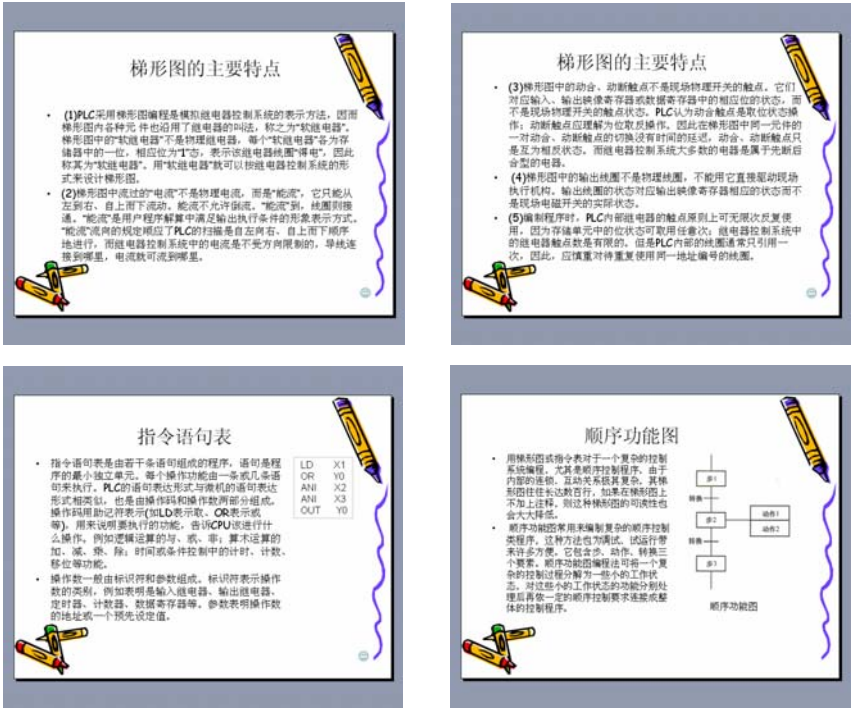 梯形图的主要特点
• (1)PLC采用梯形图编程是模拟继电器控制系统的表示方法，因而
梯形图内各种元 件也沿用了继电器的叫法，称之为“软继电器”。
梯形图中的“软继电器”不是物理继电器，每个“软继电器”各为存
储器中的一位，相应位为“1”态，表示该继电器线圈“得电”，因此
称其为“软继电器”。用“软继电器”就可以按继电器控制系统的形
式来设计梯形图。
• (2)梯形图中流过的“电流”不是物理电流，而是“能流”，它只能从
左到右、自上而下流动。“能流”不允许倒流。“能流”到，线圈则接
通。“能流”是用户程序解算中满足输出执行条件的形象表示方式。
“能流”流向的规定顺应了PLC的扫描是自左向右、自上而下顺序
地进行，而继电器控制系统中的电流是不受方向限制的，导线连
接到哪里，电流就可流到哪里。
梯形图的主要特点
• (3)梯形图中的动合、动断触点不是现场物理开关的触点。它们
对应输入、输出映像寄存器或数据寄存器中的相应位的状态，而
不是现场物理开关的触点状态。PLC认为动合触点是取位状态操
作；动断触点应理解为位取反操作。因此在梯形图中同一元件的
一对动合、动断触点的切换没有时间的延迟，动合、动断触点只
是互为相反状态。而继电器控制系统大多数的电器是属于先断后
合型的电器。
• (4)梯形图中的输出线圈不是物理线圈，不能用它直接驱动现场
执行机构。输出线圈的状态对应输出映像寄存器相应的状态而不
是现场电磁开关的实际状态。
• (5)编制程序时，PLC内部继电器的触点原则上可无限次反复使
用，因为存储单元中的位状态可取用任意次；继电器控制系统中
的继电器触点数是有限的。但是PLC内部的线圈通常只引用一
次，因此，应慎重对待重复使用同一地址编号的线圈。
指令语句表
• 指令语句表是由若干条语句组成的程序，语句是程
序的最小独立单元。每个操作功能由一条或几条语
句来执行。PLC的语句表达形式与微机的语句表达
形式相类似，也是由操作码和操作数两部分组成。
操作码用助记符表示(如LD表示取、OR表示或
等)，用来说明要执行的功能，告诉CPU该进行什
么操作，例如逻辑运算的与、或、非；算术运算的
加、减、乘、除；时间或条件控制中的计时、计数、
移位等功能。
• 操作数一般由标识符和参数组成。标识符表示操作
数的类别，例如表明是输入继电器、输出继电器、
定时器、计数器、数据寄存器等。参数表明操作数
的地址或一个预先设定值。
LD X1
OR Y0
ANI X2
ANI X3
OUT Y0
顺序功能图
• 用梯形图或指令表对于一个复杂的控制
系统编程，尤其是顺序控制程序，由于
内部的连锁、互动关系极其复杂，其梯
形图往往长达数百行，如果在梯形图上
不加上注释，则这种梯形图的可读性也
会大大降低。
• 顺序功能图常用来编制复杂的顺序控制
类程序，这种方法也为调试、试运行带
来许多方便。它包含步、动作、转换三
个要素。顺序功能图编程法可将一个复
杂的控制过程分解为一些小的工作状
态，对这些小的工作状态的功能分别处
理后再依一定的顺序控制要求连接成整
体的控制程序。
步1
转换
步2
动作1
动作2
转换
步3
顺序功能图